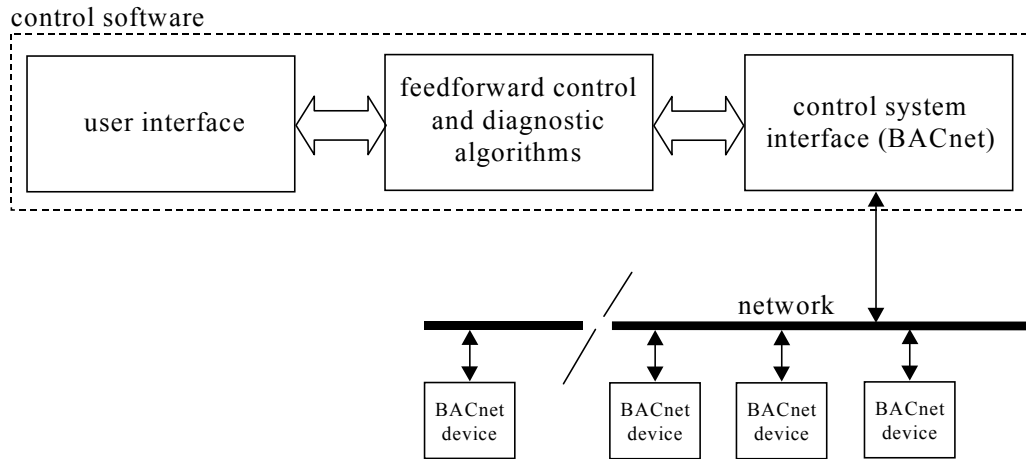 control software
user interface
feedforward control
and diagnostic
algorithms
control system
interface (BACnet)
network
BACnet
device
BACnet
device
BACnet
device
BACnet
device